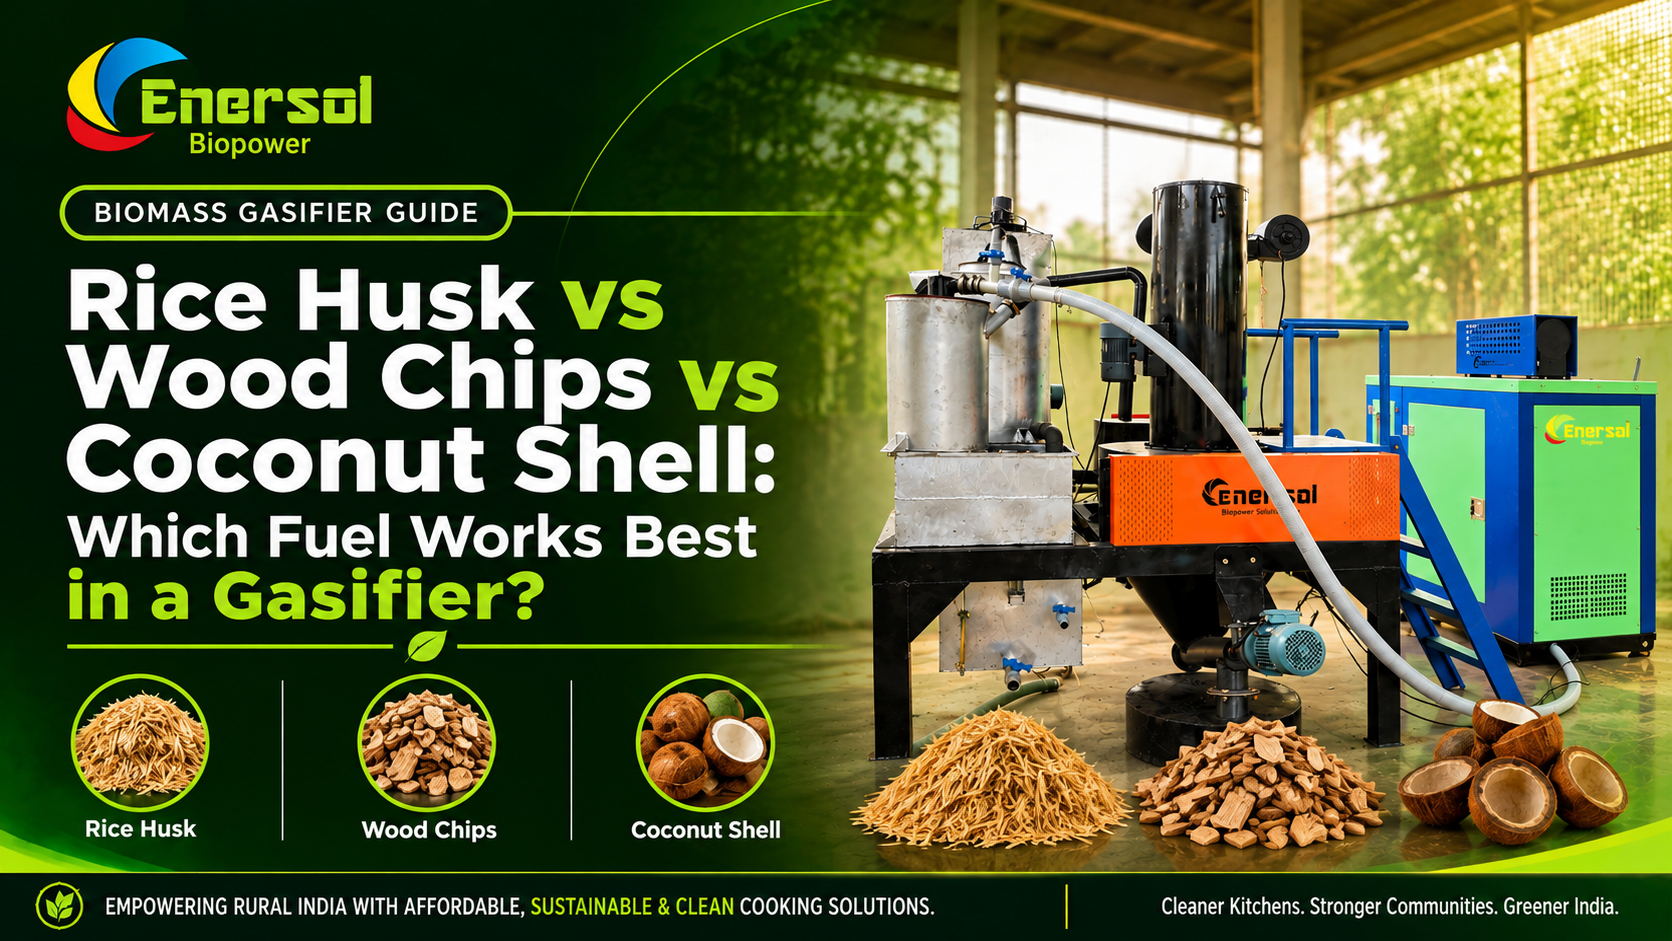 Enersol
Biopower
BIOMASS GASIFIER GUIDE
Rice Husk vs
Wood Chips vs
Coconut Shell:
Which Fuel Works Best
in a Gasifier?
Rice Husk
Wood Chips
Coconut Shell
Enersol
Biopower Soluti
Enersol
EMPOWERING RURAL INDIA WITH AFFORDABLE, SUSTAINABLE & CLEAN COOKING SOLUTIONS.
Cleaner Kitchens. Stronger Communities. Greener India.